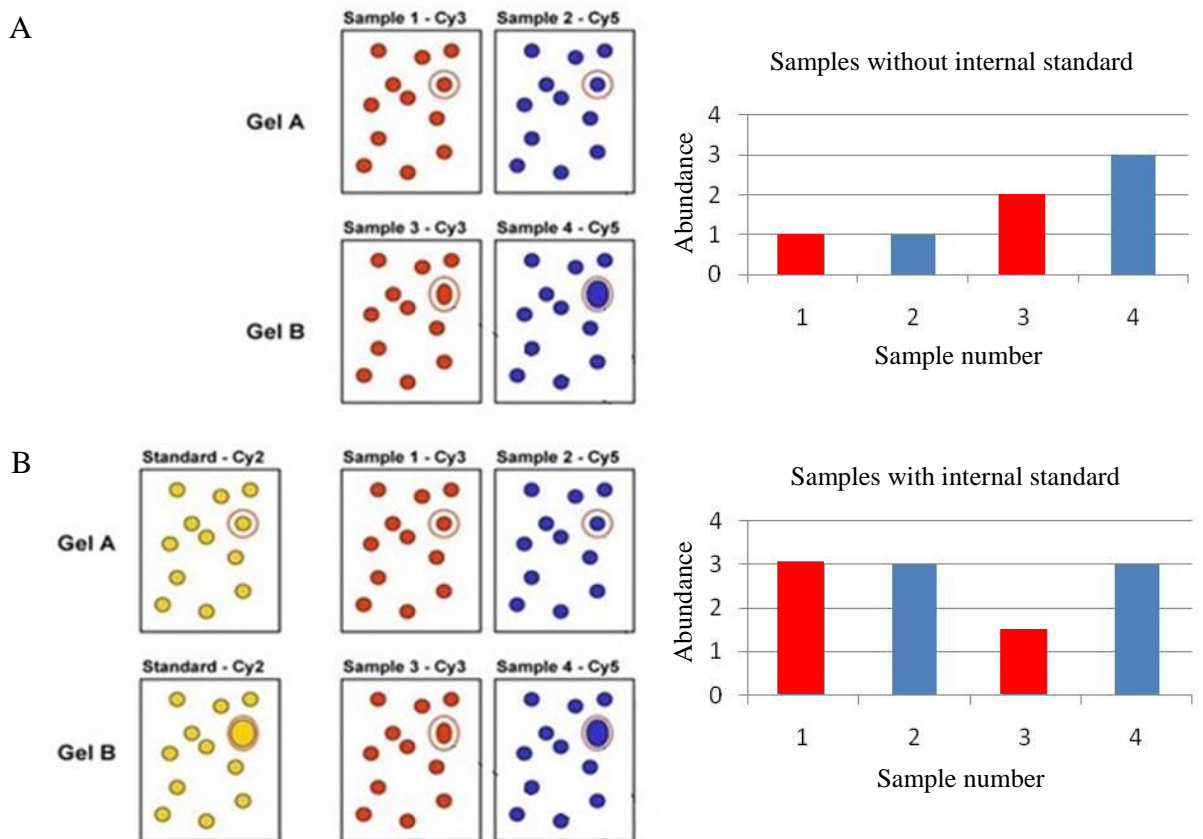 A
Sample 1 - Cy3
Sample 2 - Cy5
Gel A
Sample 3 - Cy3
Sample 4 - Cy5
Gel B
Samples without internal standard
Abundance
4
3
2
1
0
1
2
3
4
Sample number
B
Standard - Cy2
Sample 1 - Cy3
Sample 2 - Cy5
Gel A
Standard - Cy2
Sample 3 - Cy3
Sample 4 - Cy5
Gel B
Samples with internal standard
Abundance
4
3
2
1
0
1
2
3
4
Sample number